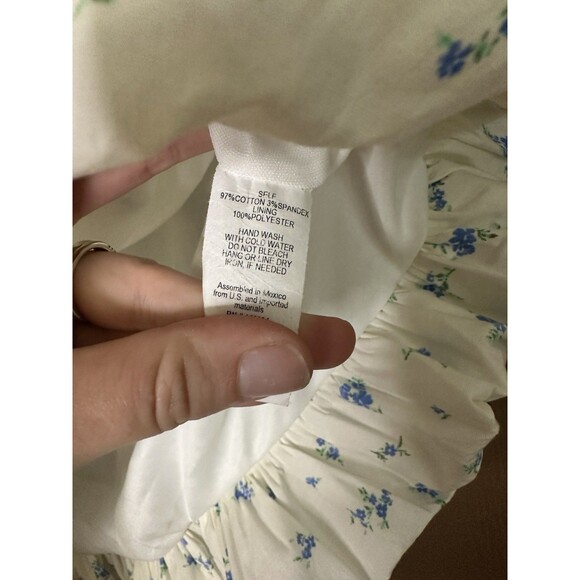 SELF
97%COTTON 3%SPANDEX
LINING
100%POLYESTER
HAND WASH
WITH COLD WATER
DO NOT BLEACH
HANG OR LINE DRY
IRON, IF NEEDED
Assembled in Mexico
from U.S. and imported
materials